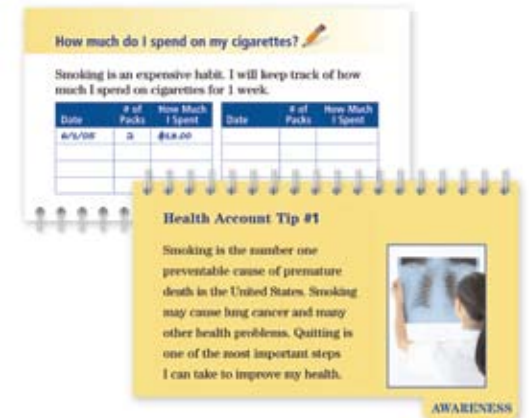 How much do I spend on my cigarettes?
Smoking is an expensive habit. I will keep track of how
much I spend on cigarettes for 1 week.
Date
# of
Packs
How Much
I Spent
Date
# of
Packs
How Much
I Spent
2
Health Account Tip #1
Smoking is the number one
preventable cause of premature
death in the United States. Smoking
may cause lung cancer and many
other health problems. Quitting is
one of the most important steps
I can take to improve my health.
AWARENESS